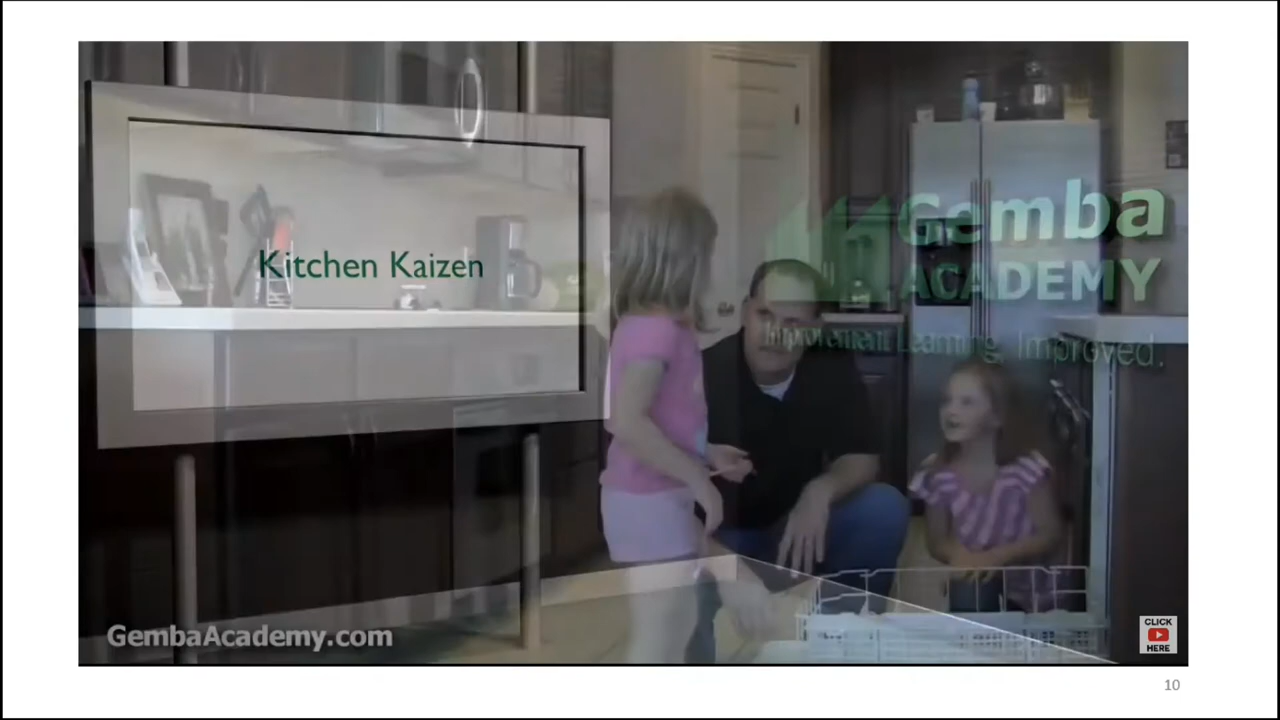 Kitchen Kaizen
Gemba
ACADEMY
Improvement Learning, Improved.
GembaAcademy.com
CLICK
HERE
10